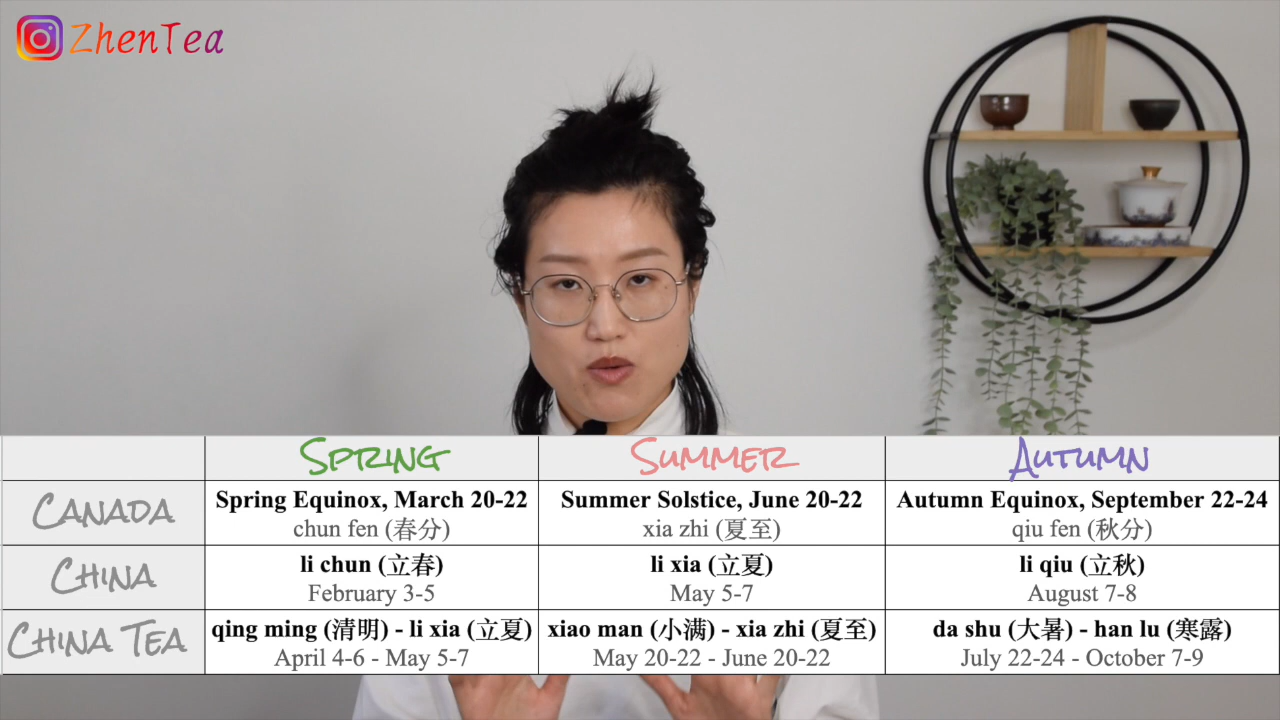 ZhenTea
Spring Summer Autumn
Canada
Spring Equinox, March 20-22
chun fen (春分)
Summer Solstice, June 20-22
xia zhi (夏至)
Autumn Equinox, September 22-24
qiu fen (秋分)
China
li chun (立春)
February 3-5
li xia (立夏)
May 5-7
li qiu (立秋)
August 7-8
China Tea
qing ming (清明) - li xia (立夏)
April 4-6 - May 5-7
xiao man (小满) - xia zhi (夏至)
May 20-22 - June 20-22
da shu (大暑) - han lu (寒露)
July 22-24 - October 7-9